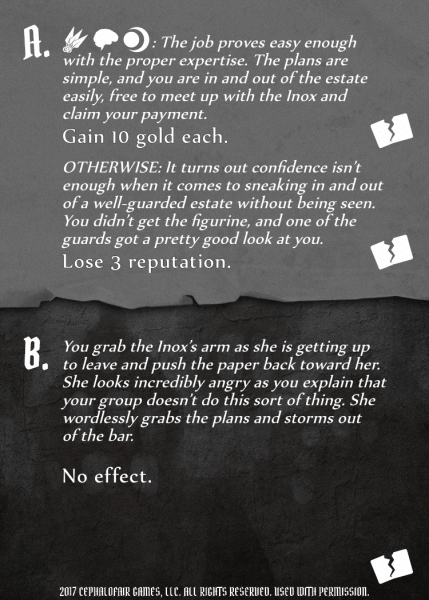 A. : The job proves easy enough
with the proper expertise. The plans are
simple, and you are in and out of the estate
easily, free to meet up with the Inox and
claim your payment.
Gain 10 gold each.
OTHERWISE: It turns out confidence isn't
enough when it comes to sneaking in and out
of a well-guarded estate without being seen.
You didn't get the figurine, and one of the
guards got a pretty good look at you.
Lose 3 reputation.
B. You grab the Inox's arm as she is getting up
to leave and push the paper back toward her.
She looks incredibly angry as you explain that
your group doesn't do this sort of thing. She
wordlessly grabs the plans and storms out
of the bar.
No effect.
2017 CEPHALOFAIR GAMES, LLC. ALL RIGHTS RESERVED. USED WITH PERMISSION.